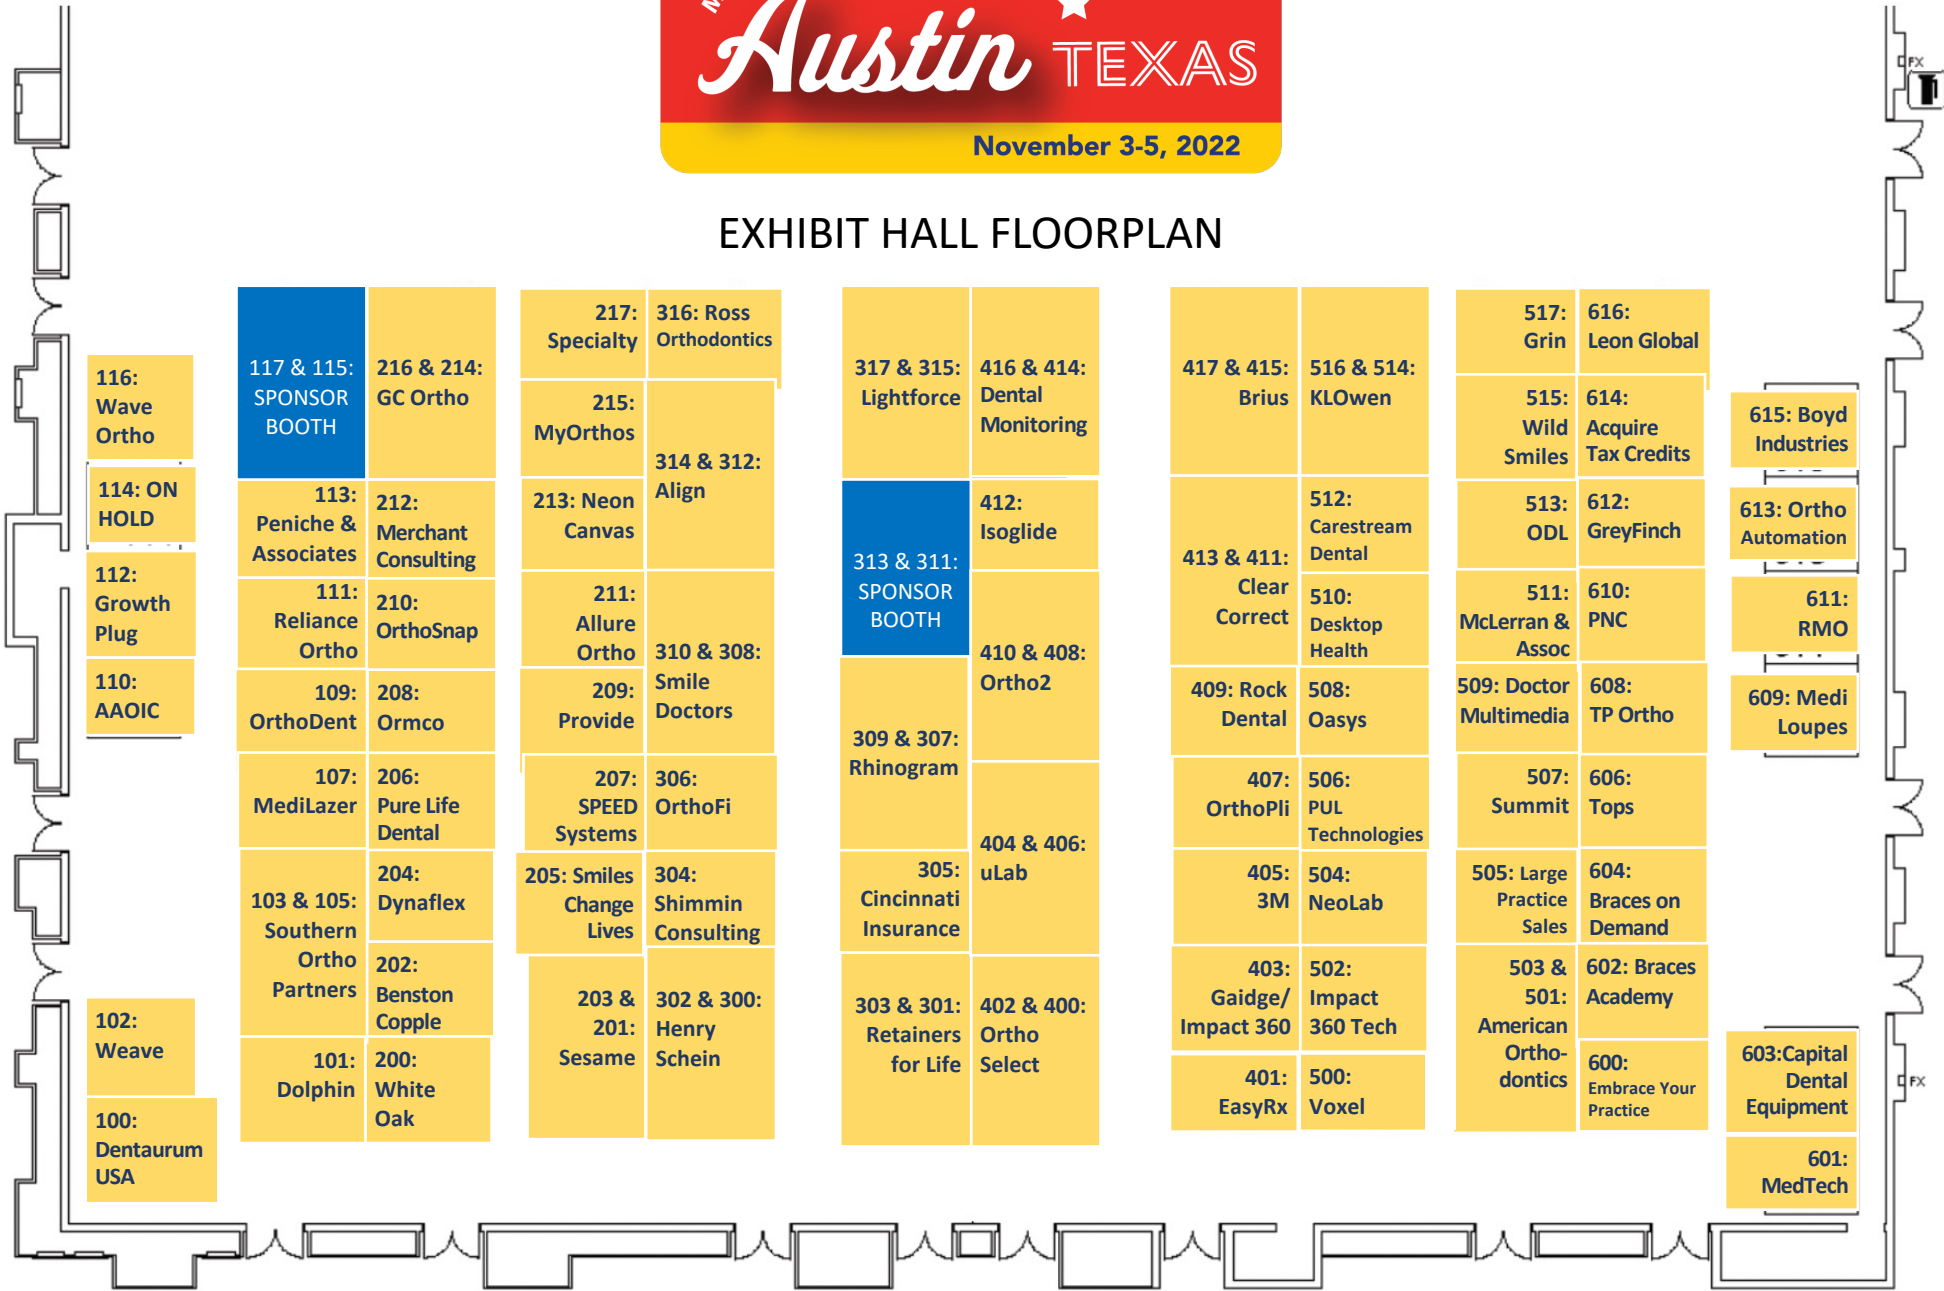 Austin TEXAS
November 3-5, 2022
EXHIBIT HALL FLOORPLAN
FX
116:
Wave
Ortho
114: ON
HOLD
112:
Growth
Plug
110:
AAOIC
102:
Weave
100:
Dentaurum
USA
117 & 115:
SPONSOR
BOOTH
113:
Peniche &
Associates
111:
Reliance
Ortho
109:
OrthoDent
107:
MediLazer
103 & 105:
Southern
Ortho
Partners
101:
Dolphin
216 & 214:
GC Ortho
212:
Merchant
Consulting
210:
OrthoSnap
208:
Ormco
206:
Pure Life
Dental
204:
Dynaflex
202:
Benston
Copple
200:
White
Oak
217:
Specialty
215:
MyOrthos
213: Neon
Canvas
211:
Allure
Ortho
209:
Provide
207:
SPEED
Systems
205: Smiles
Change
Lives
203 &
201:
Sesame
316: Ross
Orthodontics
314 & 312:
Align
310 & 308:
Smile
Doctors
306:
OrthoFi
304:
Shimmin
Consulting
302 & 300:
Henry
Schein
317 & 315:
Lightforce
313 & 311:
SPONSOR
BOOTH
309 & 307:
Rhinogram
305:
Cincinnati
Insurance
303 & 301:
Retainers
for Life
416 & 414:
Dental
Monitoring
412:
Isoglide
410 & 408:
Ortho2
404 & 406:
uLab
402 & 400:
Ortho
Select
417 & 415:
Brius
413 & 411:
Clear
Correct
409: Rock
Dental
407:
OrthoPli
405:
3M
403:
Gaidge/
Impact 360
401:
EasyRx
516 & 514:
KLOwen
512:
Carestream
Dental
510:
Desktop
Health
508:
Oasys
506:
PUL
Technologies
504:
NeoLab
502:
Impact
360 Tech
500:
Voxel
517:
Grin
515:
Wild
Smiles
513:
ODL
511:
McLerran &
Assoc
509: Doctor
Multimedia
507:
Summit
505: Large
Practice
Sales
503 &
501:
American
Ortho-
dontics
616:
Leon Global
614:
Acquire
Tax Credits
612:
GreyFinch
610:
PNC
608:
TP Ortho
606:
Tops
604:
Braces on
Demand
602: Braces
Academy
600:
Embrace Your
Practice
615: Boyd
Industries
613: Ortho
Automation
611:
RMO
609: Medi
Loupes
603:Capital
Dental
Equipment
601:
MedTech
FX